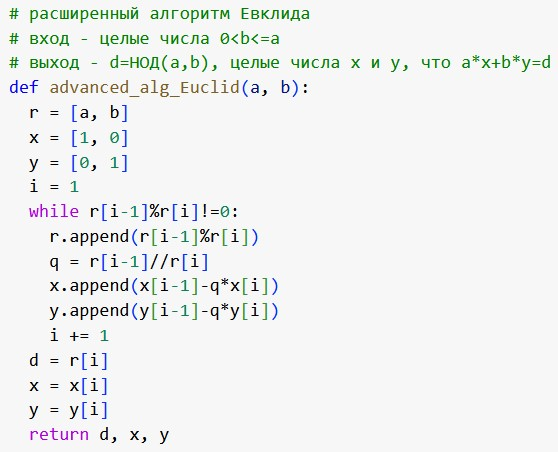 # расширенный алгоритм Евклида
# вход - целые числа 0<b<=a
# выход - d=НОД(a,b), целые числа x и y, что a*x+b*y=d
def advanced_alg_Euclid(a, b):
  r = [a, b]
  x = [1, 0]
  y = [0, 1]
  i = 1
  while r[i-1]%r[i]!=0:
    r.append(r[i-1]%r[i])
    q = r[i-1]//r[i]
    x.append(x[i-1]-q*x[i])
    y.append(y[i-1]-q*y[i])
    i += 1
  d = r[i]
  x = x[i]
  y = y[i]
  return d, x, y